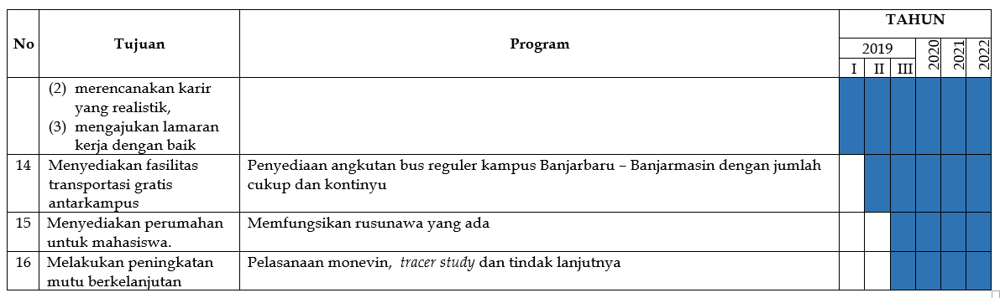 No Tujuan Program TAHUN
2019 2020 2021 2022
I II III
(2) merencanakan karir
yang realistik,
(3) mengajukan lamaran
kerja dengan baik
14 Menyediakan fasilitas Penyediaan angkutan bus reguler kampus Banjarbaru – Banjarmasin dengan jumlah
transportasi gratis cukup dan kontinyu
antarkampus
15 Menyediakan perumahan Memfungsikan rusunawa yang ada
untuk mahasiswa.
16 Melakukan peningkatan Pelasanaan monevin, tracer study dan tindak lanjutnya
mutu berkelanjutan